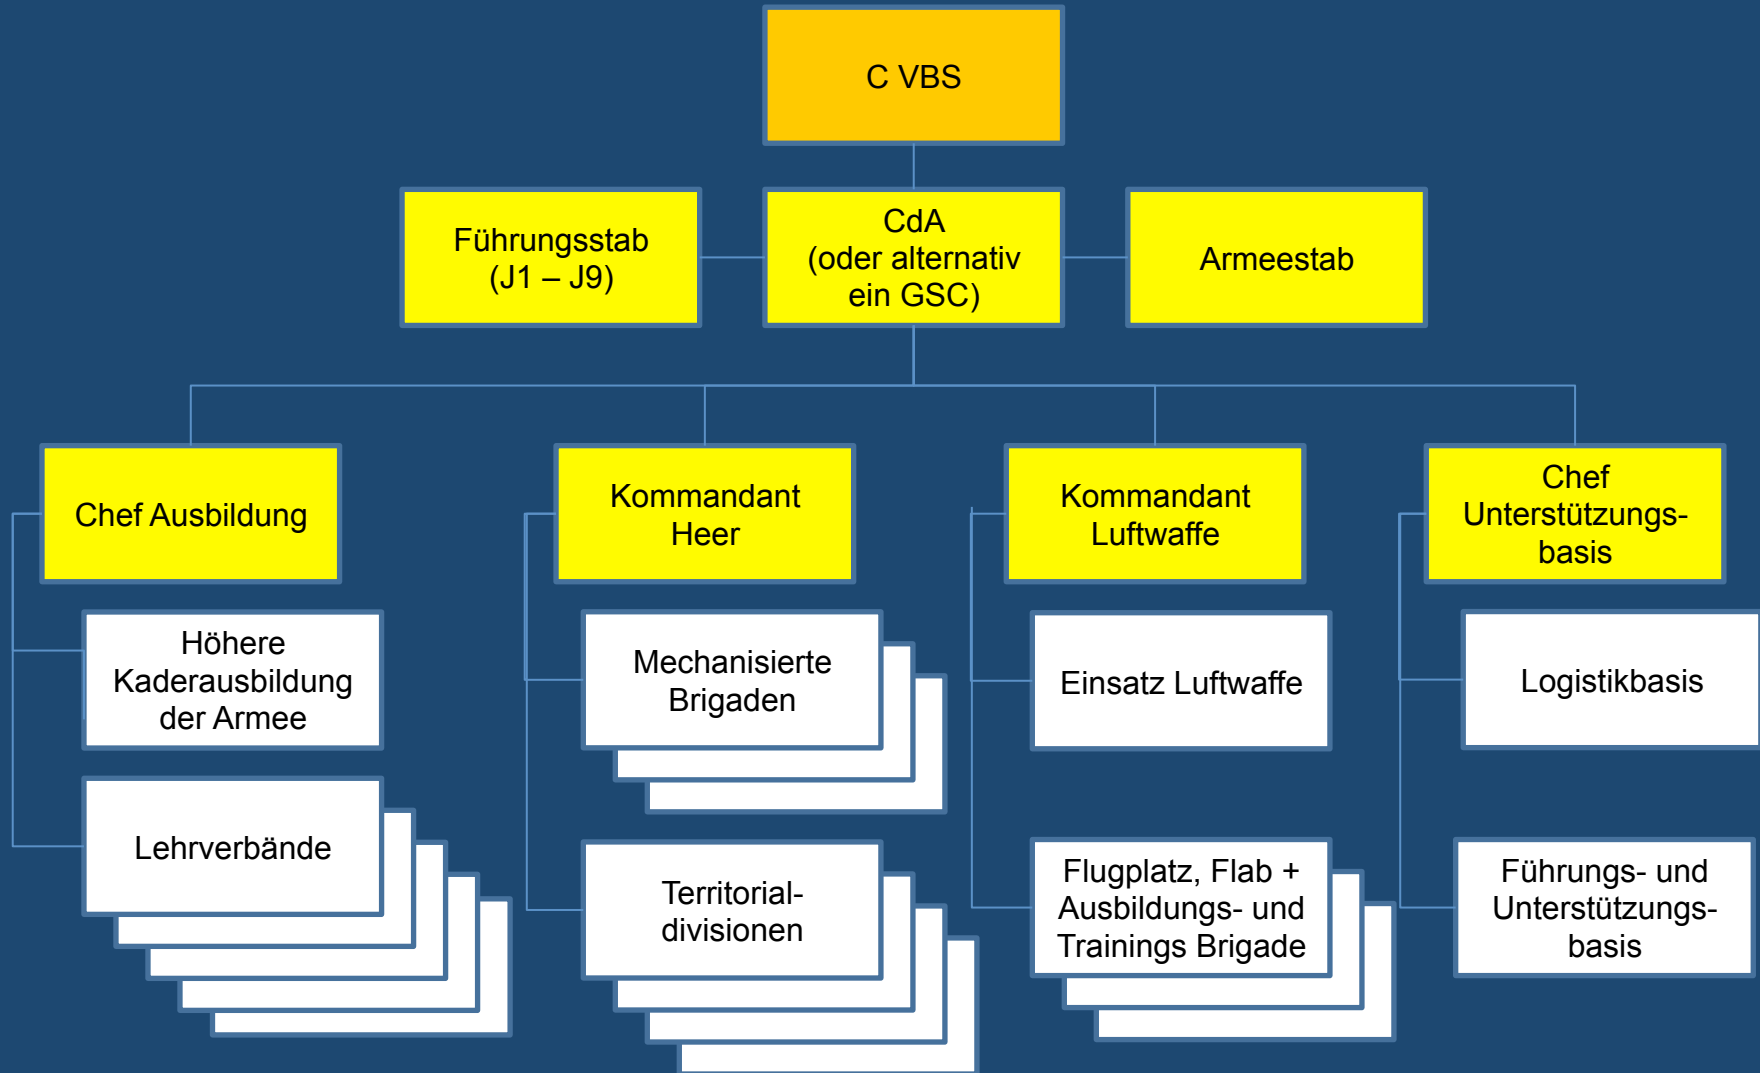 C VBS
Führungsstab
(J1 – J9)
CdA
(oder alternativ
ein GSC)
Armeestab
Chef Ausbildung
Kommandant
Heer
Kommandant
Luftwaffe
Chef
Unterstützungs-
basis
Höhere
Kaderausbildung
der Armee
Mechanisierte
Brigaden
Einsatz Luftwaffe
Logistikbasis
Lehrverbände
Territorial-
divisionen
Flugplatz, Flab +
Ausbildungs- und
Trainings Brigade
Führungs- und
Unterstützungs-
basis